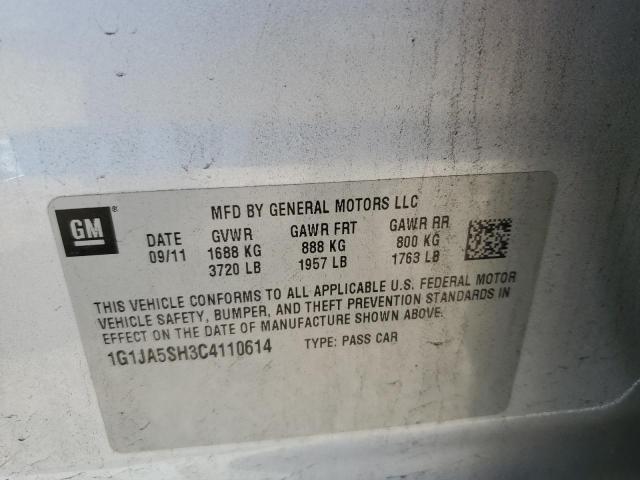 GM ®
MFD BY GENERAL MOTORS LLC
DATE GVWR GAWR FRT GAWR RR
09/11 1688 KG 888 KG 800 KG
3720 LB 1957 LB 1763 LB
THIS VEHICLE CONFORMS TO ALL APPLICABLE U.S. FEDERAL MOTOR
VEHICLE SAFETY, BUMPER, AND THEFT PREVENTION STANDARDS IN
EFFECT ON THE DATE OF MANUFACTURE SHOWN ABOVE.
1G1JA5SH3C4110614 TYPE: PASS CAR